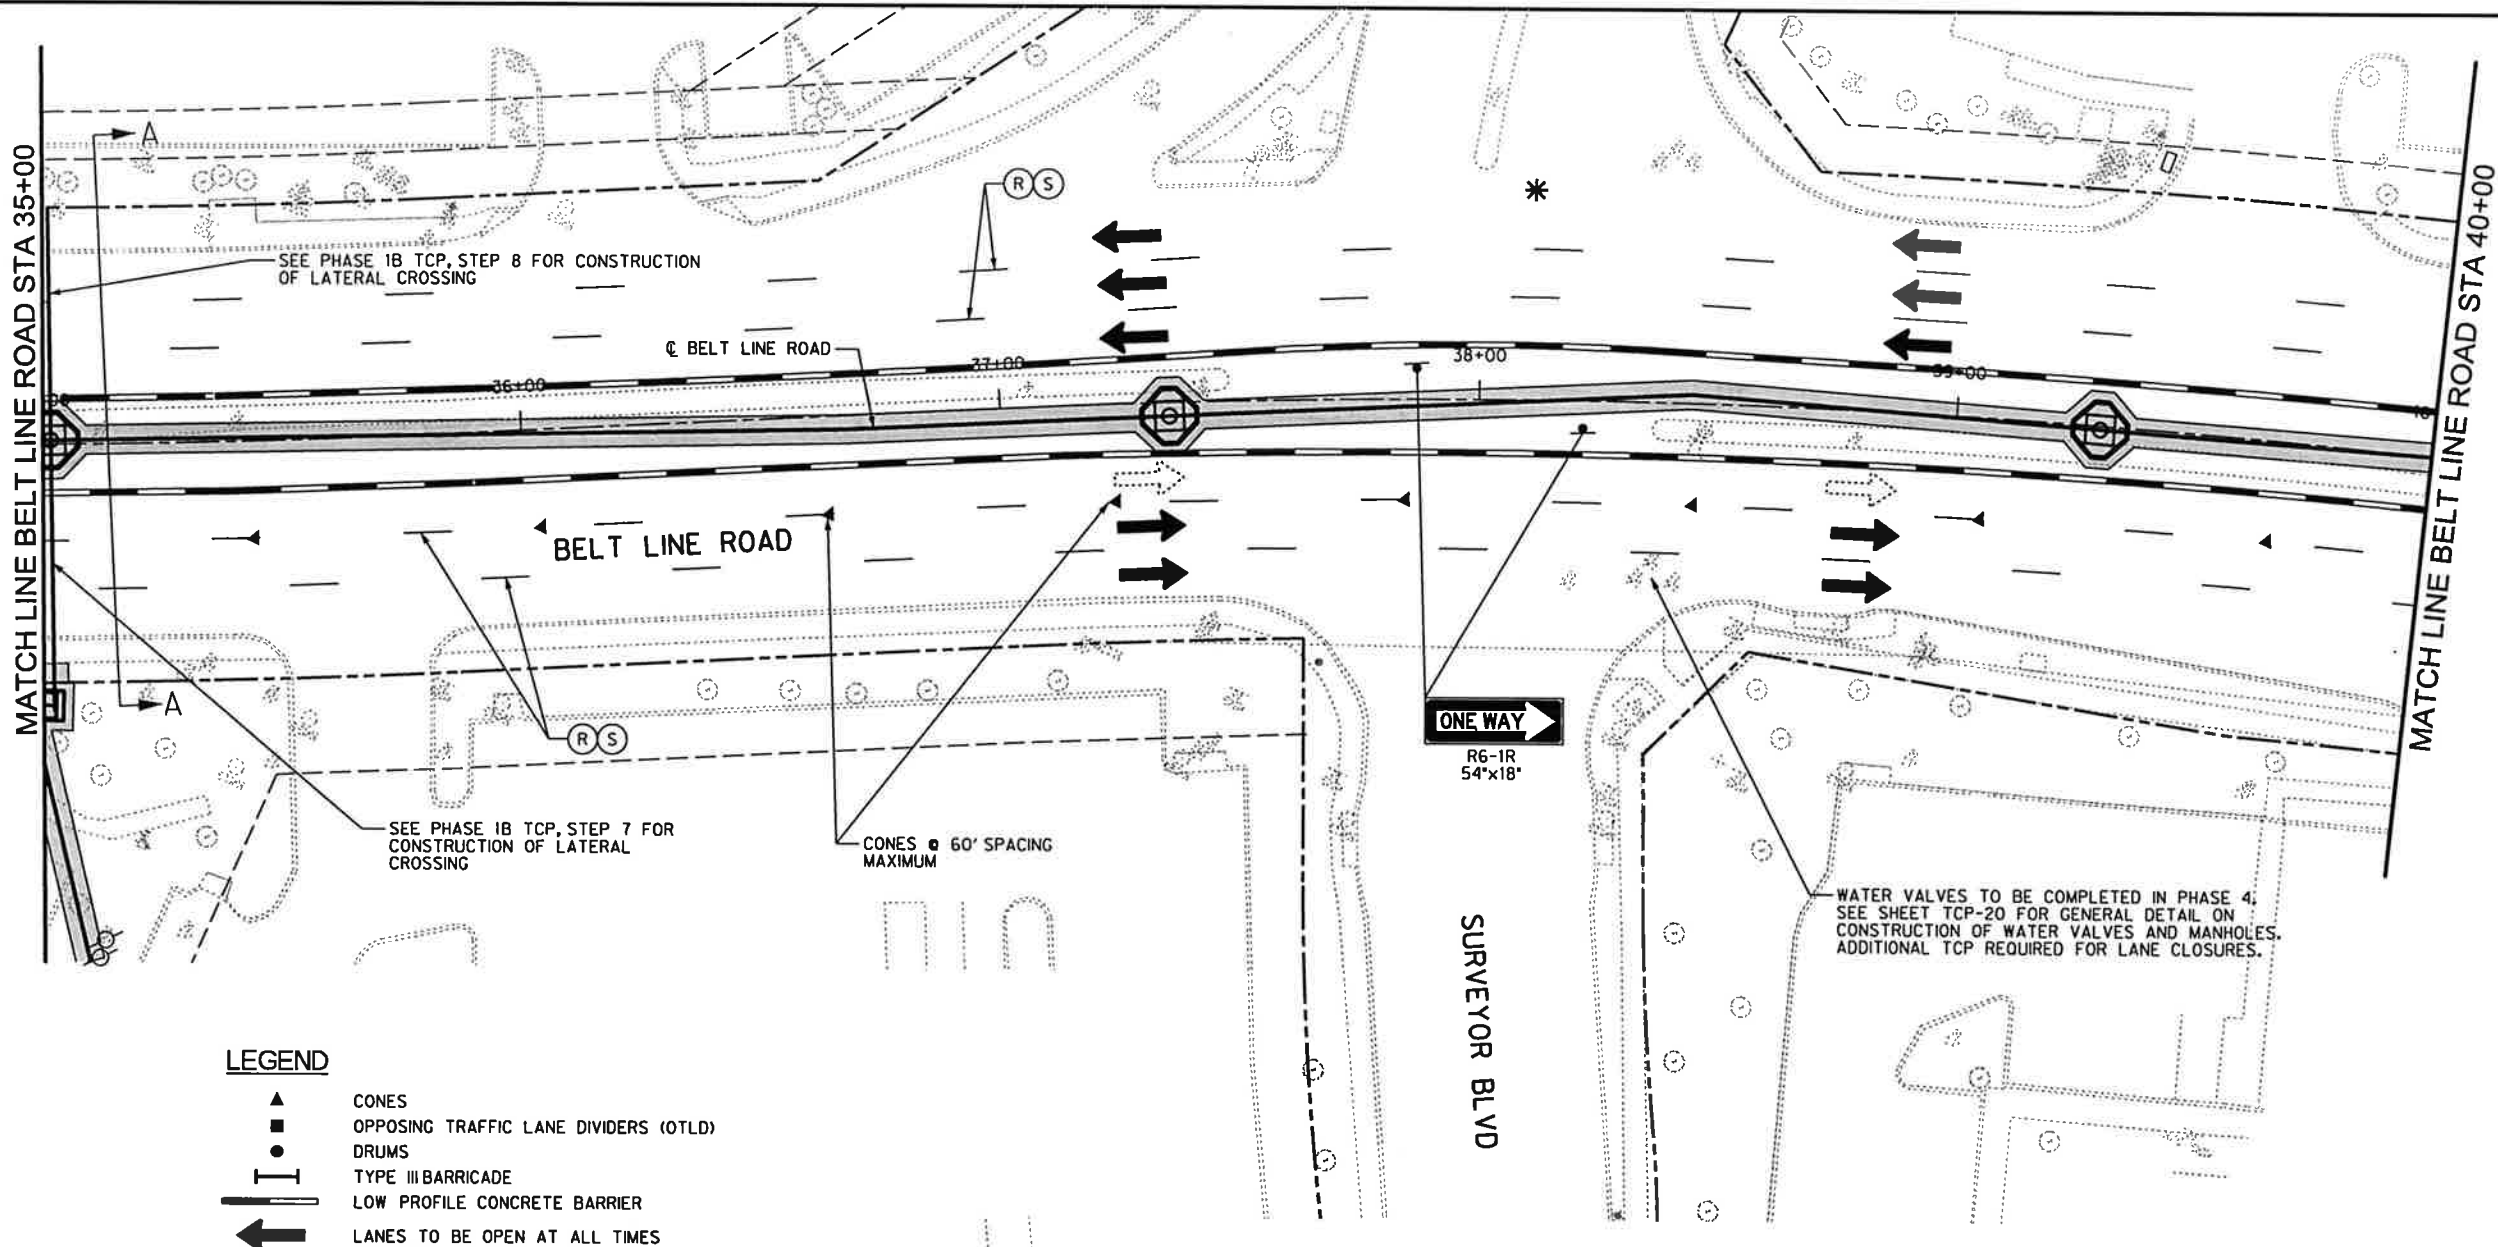 MATCH LINE BELT LINE ROAD STA 35+00
A
R S
SEE PHASE 1B TCP, STEP 8 FOR CONSTRUCTION
OF LATERAL CROSSING
℄ BELT LINE ROAD
36+00
37+00
38+00
39+00
MATCH LINE BELT LINE ROAD STA 40+00
BELT LINE ROAD
A
R S
ONE WAY
R6-1R
54"x18"
SEE PHASE 1B TCP, STEP 7 FOR
CONSTRUCTION OF LATERAL
CROSSING
CONES @ 60' SPACING
MAXIMUM
WATER VALVES TO BE COMPLETED IN PHASE 4.
SEE SHEET TCP-20 FOR GENERAL DETAIL ON
CONSTRUCTION OF WATER VALVES AND MANHOLES.
ADDITIONAL TCP REQUIRED FOR LANE CLOSURES.
SURVEYOR BLVD
LEGEND
CONES
OPPOSING TRAFFIC LANE DIVIDERS (OTLD)
DRUMS
TYPE III BARRICADE
LOW PROFILE CONCRETE BARRIER
LANES TO BE OPEN AT ALL TIMES